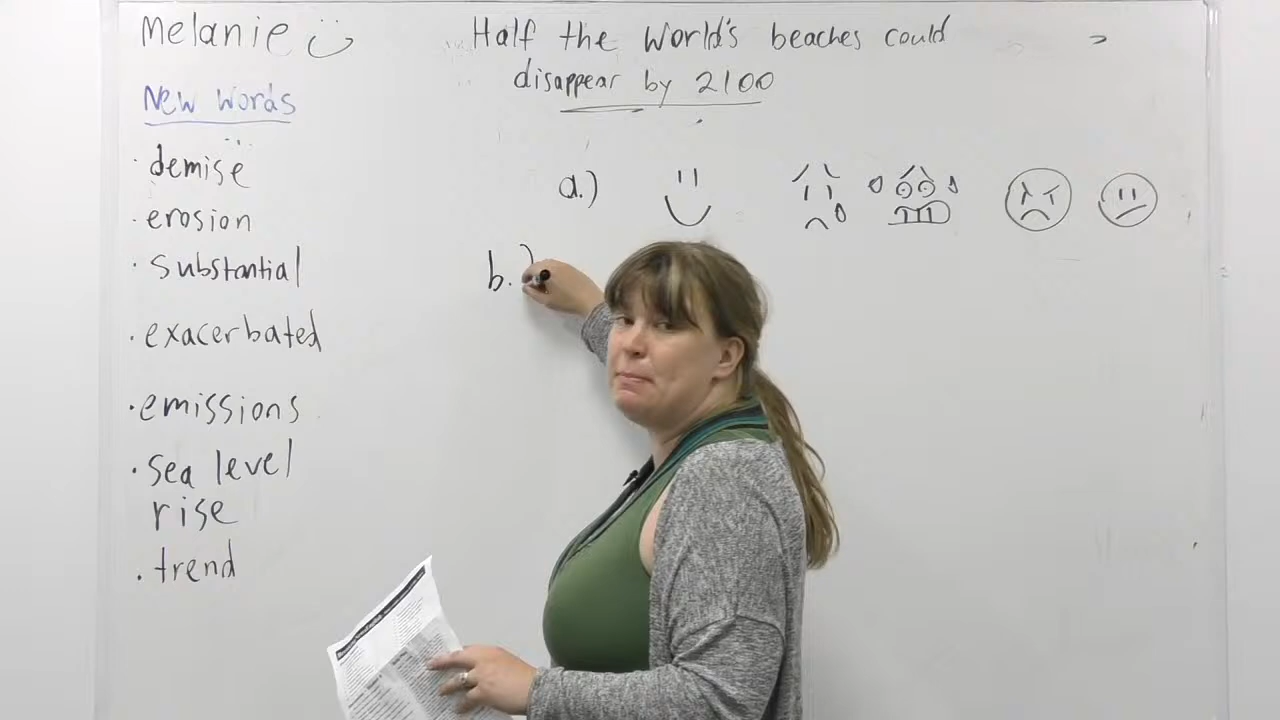 Melanie
Half the World's beaches could
disappear by 2100
New Words
demise
erosion
substantial
exacerbated
emissions
sea level
rise
trend
a.)
b.)